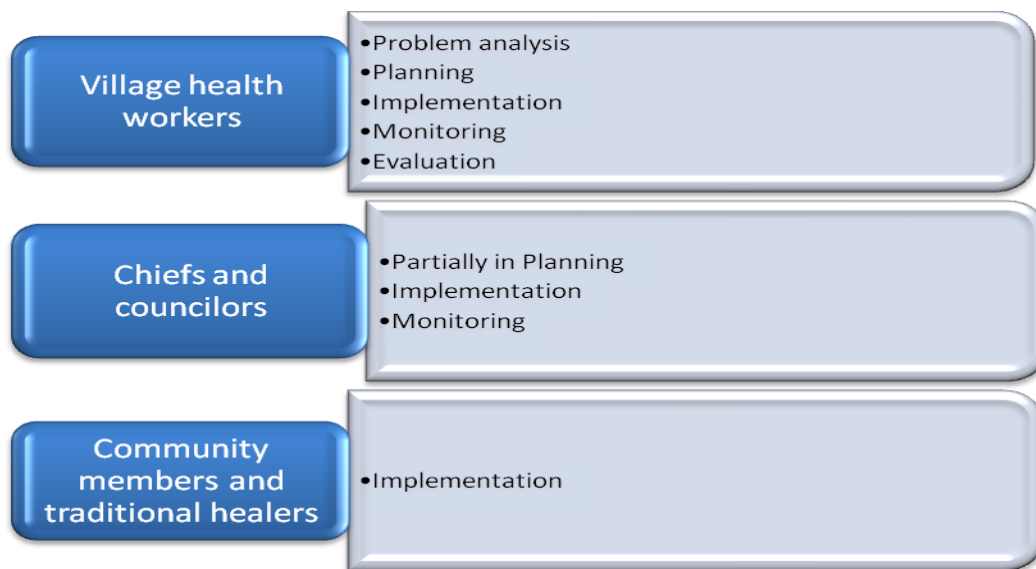 Village health
workers
•Problem analysis
•Planning
•Implementation
•Monitoring
•Evaluation
Chiefs and
councilors
•Partially in Planning
•Implementation
•Monitoring
Community
members and
traditional healers
•Implementation